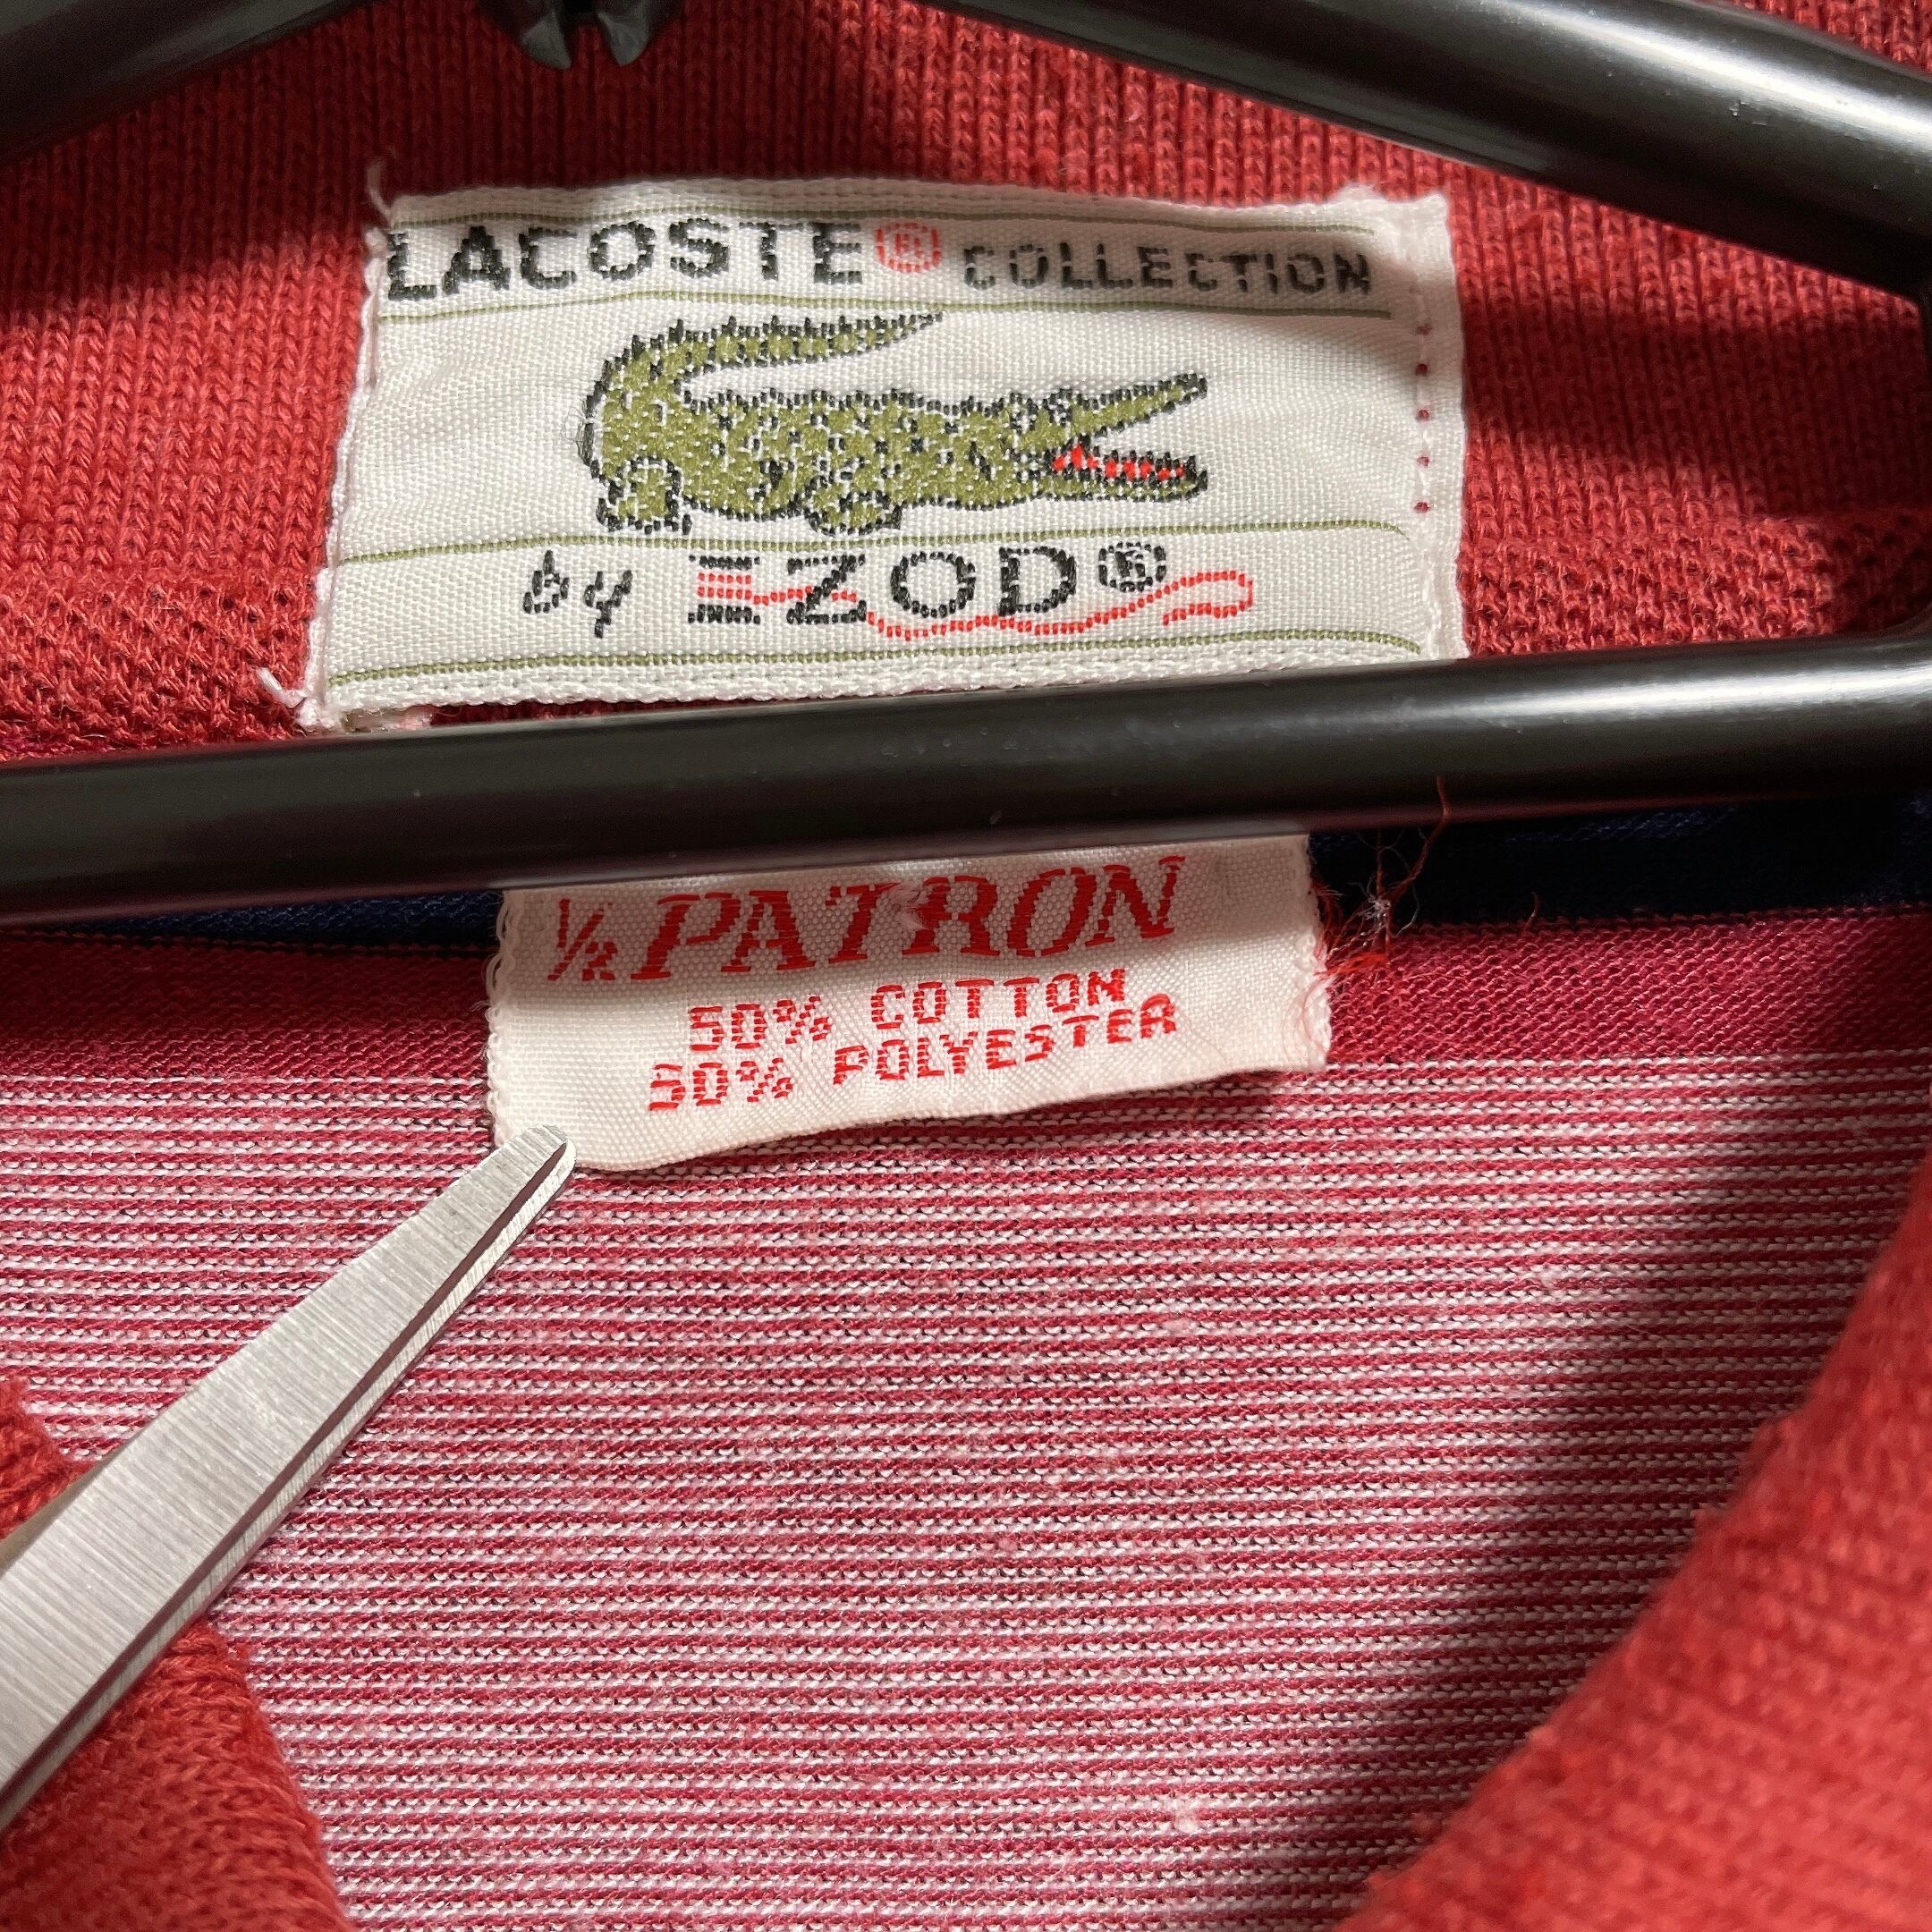 LACOSTE® COLLECTION
by IZOD®
1/2 PATRON
50% COTTON
50% POLYESTER